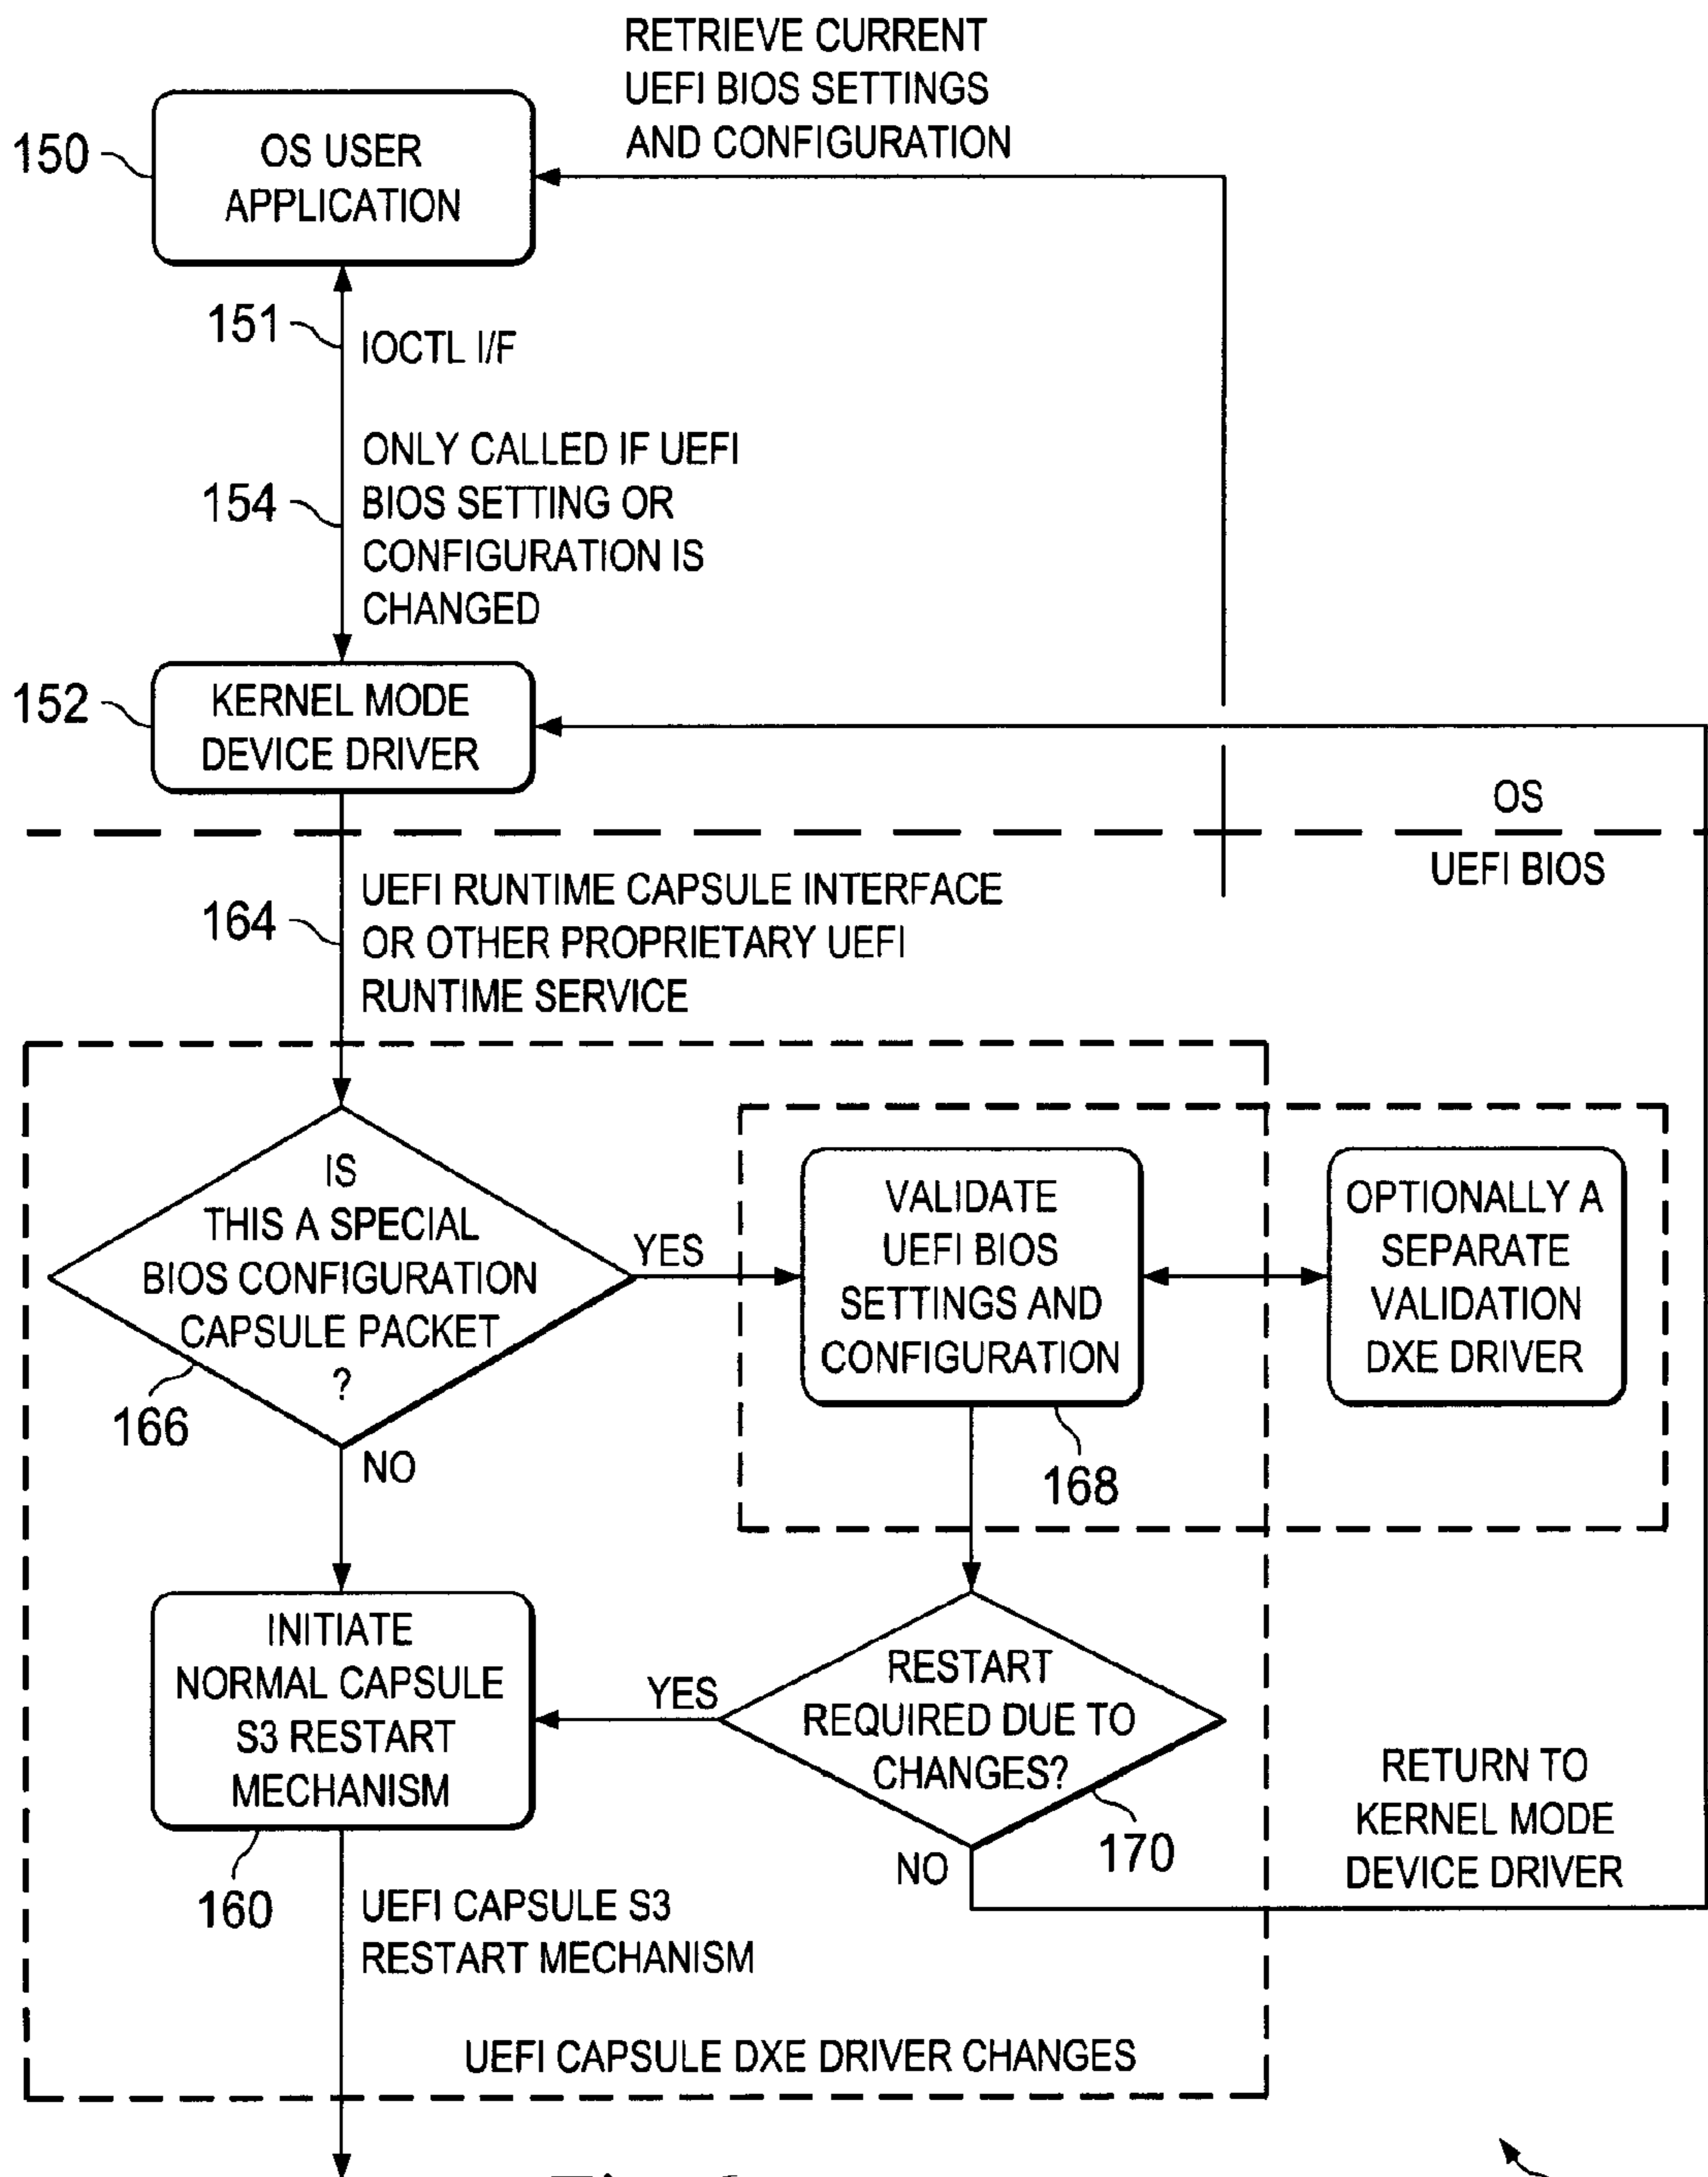 RETRIEVE CURRENT
UEFI BIOS SETTINGS
AND CONFIGURATION
150
OS USER
APPLICATION
151
IOCTL I/F
154
ONLY CALLED IF UEFI
BIOS SETTING OR
CONFIGURATION IS
CHANGED
152
KERNEL MODE
DEVICE DRIVER
OS
UEFI BIOS
164
UEFI RUNTIME CAPSULE INTERFACE
OR OTHER PROPRIETARY UEFI
RUNTIME SERVICE
IS
THIS A SPECIAL
BIOS CONFIGURATION
CAPSULE PACKET
?
166
YES
NO
VALIDATE
UEFI BIOS
SETTINGS AND
CONFIGURATION
168
OPTIONALLY A
SEPARATE
VALIDATION
DXE DRIVER
INITIATE
NORMAL CAPSULE
S3 RESTART
MECHANISM
160
YES
RESTART
REQUIRED DUE TO
CHANGES?
170
NO
RETURN TO
KERNEL MODE
DEVICE DRIVER
UEFI CAPSULE S3
RESTART MECHANISM
UEFI CAPSULE DXE DRIVER CHANGES